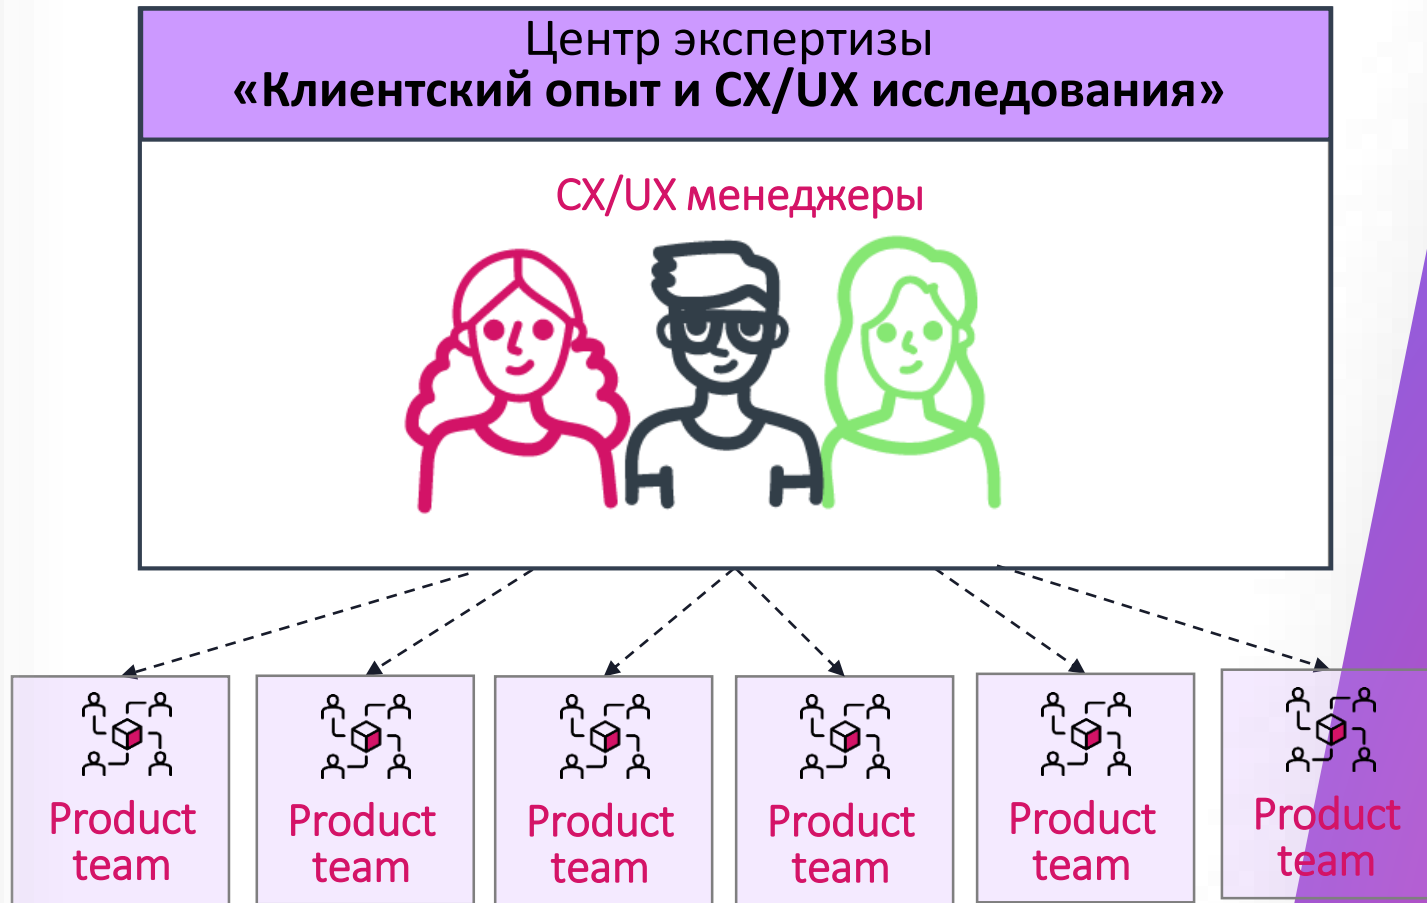 Центр экспертизы
«Клиентский опыт и CX/UX исследования»
CX/UX менеджеры
Product
team
Product
team
Product
team
Product
team
Product
team
Product
team